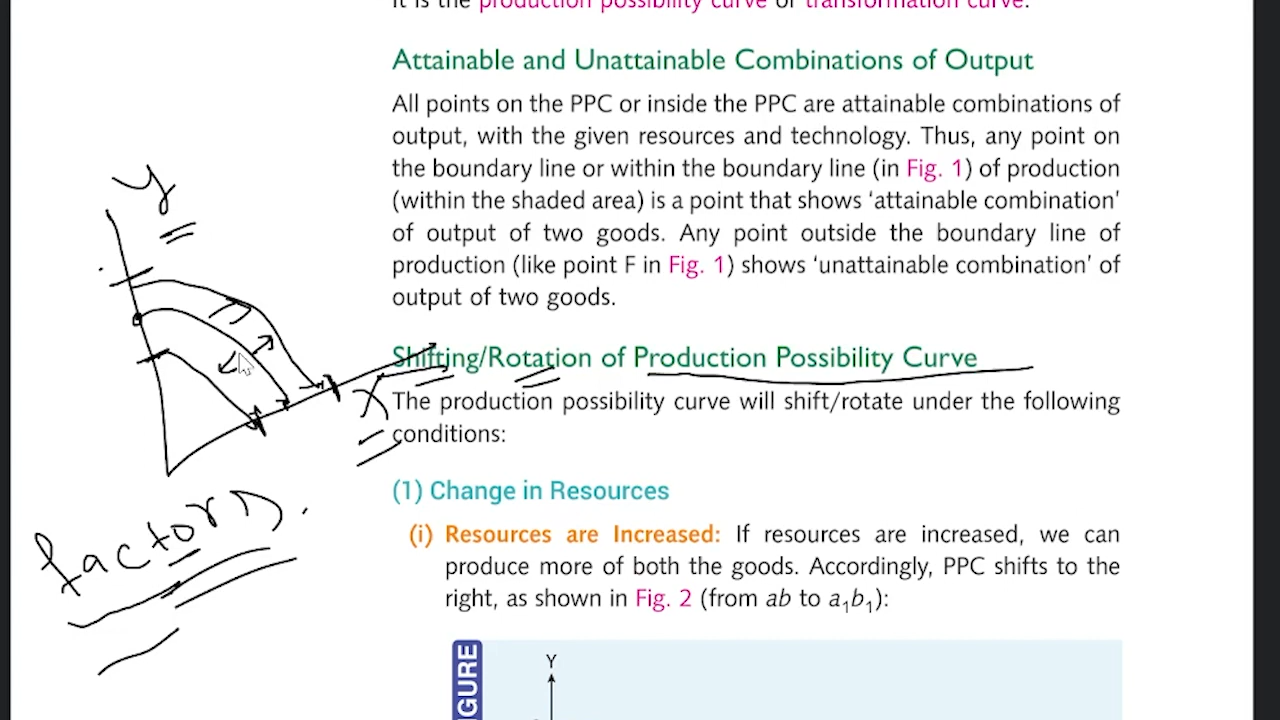 It is the production possibility curve or transformation curve.
Attainable and Unattainable Combinations of Output
All points on the PPC or inside the PPC are attainable combinations of
output, with the given resources and technology. Thus, any point on
the boundary line or within the boundary line (in Fig. 1) of production
(within the shaded area) is a point that shows ‘attainable combination’
of output of two goods. Any point outside the boundary line of
production (like point F in Fig. 1) shows ‘unattainable combination’ of
output of two goods.
y
Shifting/Rotation of Production Possibility Curve
X
The production possibility curve will shift/rotate under the following
conditions:
(1) Change in Resources
factors.
(i) Resources are Increased: If resources are increased, we can
produce more of both the goods. Accordingly, PPC shifts to the
right, as shown in Fig. 2 (from ab to a₁b₁):
GURE
Y